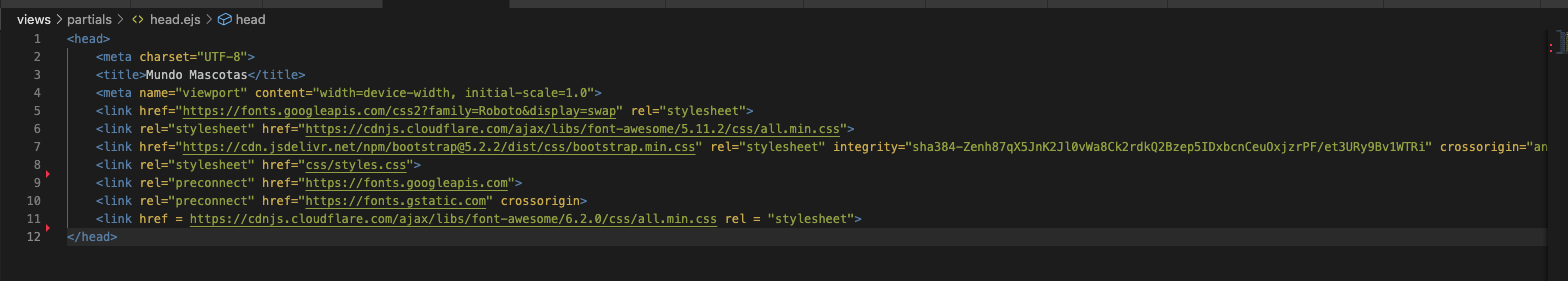 views > partials > <> head.ejs > head
1 <head>
2 <meta charset="UTF-8">
3 <title>Mundo Mascotas</title>
4 <meta name="viewport" content="width=device-width, initial-scale=1.0">
5 <link href="https://fonts.googleapis.com/css2?family=Roboto&display=swap" rel="stylesheet">
6 <link rel="stylesheet" href="https://cdnjs.cloudflare.com/ajax/libs/font-awesome/5.11.2/css/all.min.css">
7 <link href="https://cdn.jsdelivr.net/npm/bootstrap@5.2.2/dist/css/bootstrap.min.css" rel="stylesheet" integrity="sha384-Zenh87qX5JnK2Jl0vWa8Ck2rdkQ2Bzep5IDxbcnCeuOxjzrPF/et3URy9Bv1WTRi" crossorigin="an
8 <link rel="stylesheet" href="css/styles.css">
9 <link rel="preconnect" href="https://fonts.googleapis.com">
10 <link rel="preconnect" href="https://fonts.gstatic.com" crossorigin>
11 <link href = https://cdnjs.cloudflare.com/ajax/libs/font-awesome/6.2.0/css/all.min.css rel = "stylesheet">
12 </head>